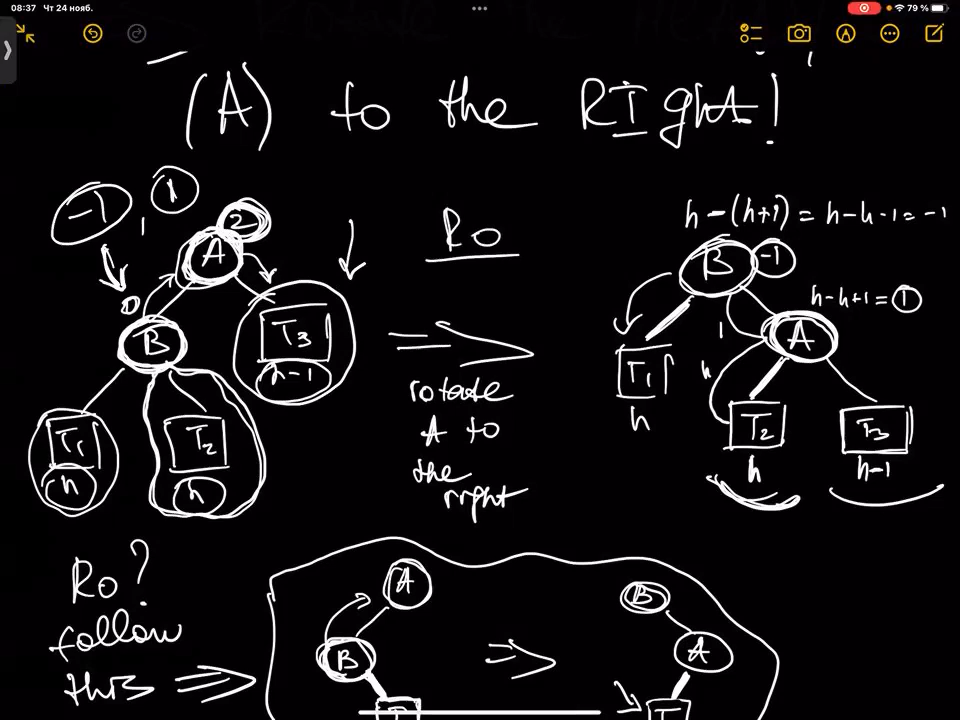 08:37 Чт 24 нояб.
79 %
(A) to the RIght!
-1, 1
2
A
0
B
T3
h-1
T1
h
T2
h
R0
rotate
A to
the
right
h-(h+1) = h-h-1=-1
B
-1
h-h+1=1
A
T1
h
T2
h
T3
h-1
R0?
follow
this
A
B
B
A